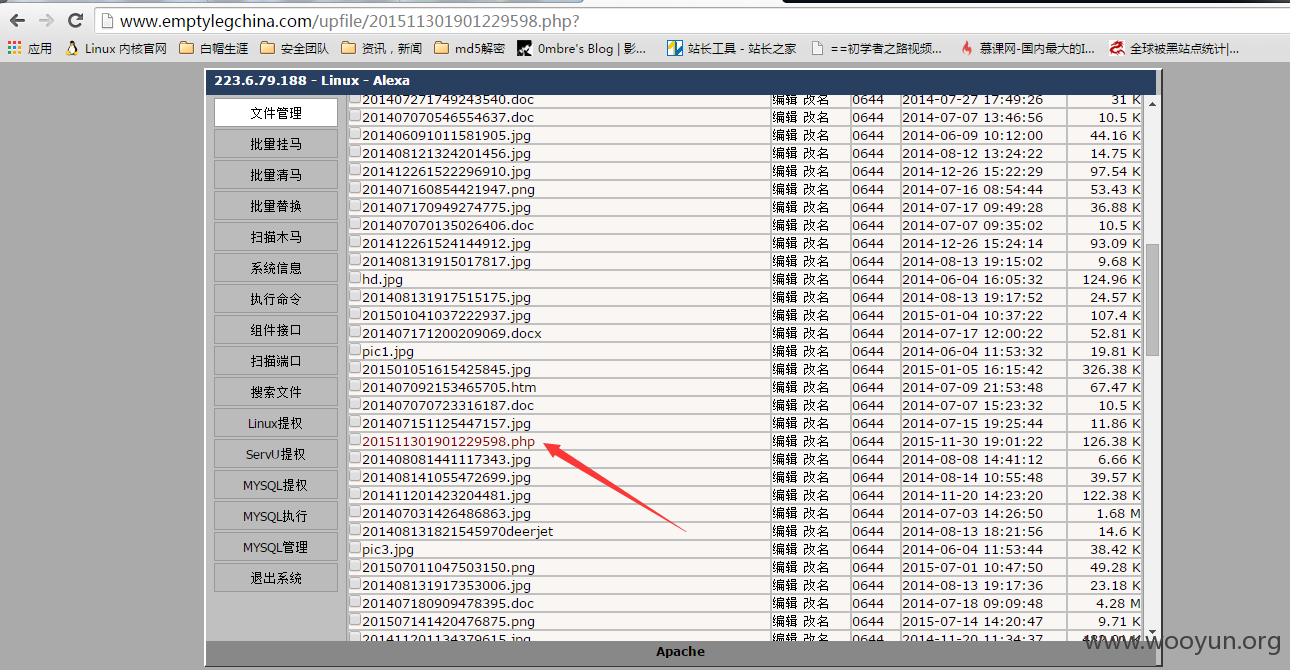 www.emptylegchina.com/upfile/201511301901229598.php?
应用 Linux 内核官网 白帽生涯 安全团队 资讯，新闻 md5解密 0mbre's Blog | 影... 站长工具 - 站长之家 ==初学者之路视频... 慕课网-国内最大的I... 全球被黑站点统计|...
223.6.79.188 - Linux - Alexa
文件管理
批量挂马
批量清马
批量替换
扫描木马
系统信息
执行命令
组件接口
扫描端口
搜索文件
Linux提权
ServU提权
MYSQL提权
MYSQL执行
MYSQL管理
退出系统
201407271749243540.doc 编辑 改名 0644 2014-07-27 17:49:26 31 K
201407070546554637.doc 编辑 改名 0644 2014-07-07 13:46:56 10.5 K
201406091011581905.jpg 编辑 改名 0644 2014-06-09 10:12:00 44.16 K
201408121324201456.jpg 编辑 改名 0644 2014-08-12 13:24:22 14.75 K
201412261522296910.jpg 编辑 改名 0644 2014-12-26 15:22:29 97.54 K
201407160854421947.png 编辑 改名 0644 2014-07-16 08:54:44 53.43 K
201407170949274775.jpg 编辑 改名 0644 2014-07-17 09:49:28 36.88 K
201407070135026406.doc 编辑 改名 0644 2014-07-07 09:35:02 10.5 K
201412261524144912.jpg 编辑 改名 0644 2014-12-26 15:24:14 93.09 K
201408131915017817.jpg 编辑 改名 0644 2014-08-13 19:15:02 9.68 K
hd.jpg 编辑 改名 0644 2014-06-04 16:05:32 124.96 K
201408131917515175.jpg 编辑 改名 0644 2014-08-13 19:17:52 24.57 K
201501041037222937.jpg 编辑 改名 0644 2015-01-04 10:37:22 107.4 K
201407171200209069.docx 编辑 改名 0644 2014-07-17 12:00:22 52.81 K
pic1.jpg 编辑 改名 0644 2014-06-04 11:53:32 19.81 K
201501051615425845.jpg 编辑 改名 0644 2015-01-05 16:15:42 326.38 K
201407092153465705.htm 编辑 改名 0644 2014-07-09 21:53:48 67.47 K
201407070723316187.doc 编辑 改名 0644 2014-07-07 15:23:32 10.5 K
201407151125447157.jpg 编辑 改名 0644 2014-07-15 19:25:44 11.86 K
201511301901229598.php 编辑 改名 0644 2015-11-30 19:01:22 126.38 K
201408081441117343.jpg 编辑 改名 0644 2014-08-08 14:41:12 6.66 K
201408141055472699.jpg 编辑 改名 0644 2014-08-14 10:55:48 39.57 K
201411201423204481.jpg 编辑 改名 0644 2014-11-20 14:23:20 122.38 K
201407031426486863.jpg 编辑 改名 0644 2014-07-03 14:26:50 1.68 M
201408131821545970deerjet 编辑 改名 0644 2014-08-13 18:21:56 14.6 K
pic3.jpg 编辑 改名 0644 2014-06-04 11:53:44 38.42 K
201507011047503150.png 编辑 改名 0644 2015-07-01 10:47:50 49.28 K
201408131917353006.jpg 编辑 改名 0644 2014-08-13 19:17:36 23.18 K
201407180909478395.doc 编辑 改名 0644 2014-07-18 09:09:48 4.28 M
201507141420476875.png 编辑 改名 0644 2015-07-14 14:20:47 9.71 K
201411201134379615.jpg 编辑 改名 0644 2014-11-20 11:34:37
Apache
www.wooyun.org